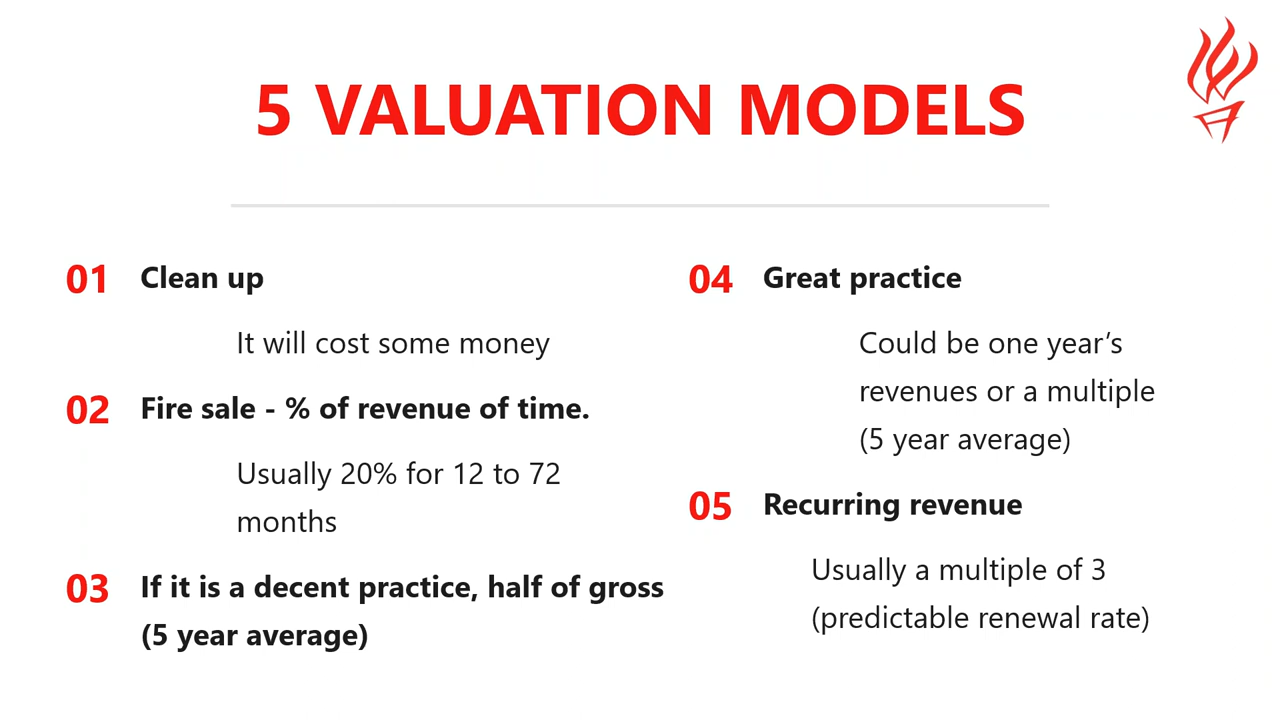 5 VALUATION MODELS
01 Clean up
It will cost some money
02 Fire sale - % of revenue of time.
Usually 20% for 12 to 72
months
03 If it is a decent practice, half of gross
(5 year average)
04 Great practice
Could be one year’s
revenues or a multiple
(5 year average)
05 Recurring revenue
Usually a multiple of 3
(predictable renewal rate)